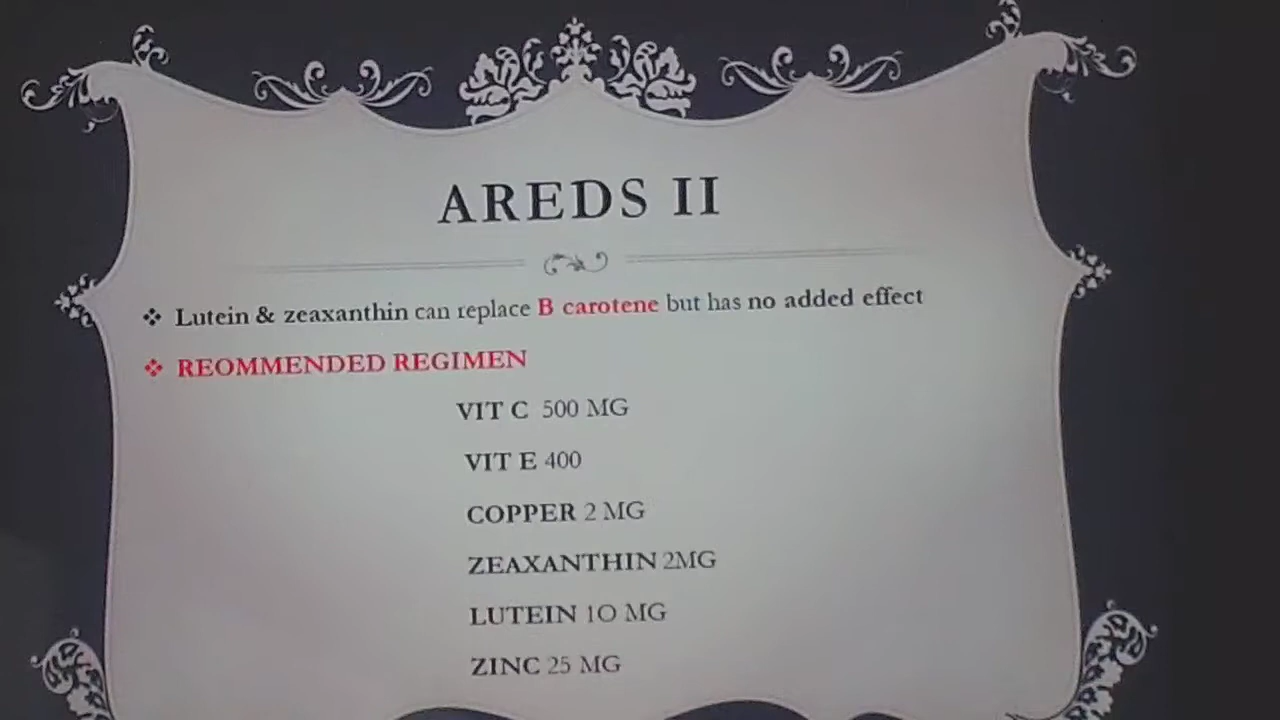 AREDS II
Lutein & zeaxanthin can replace B carotene but has no added effect
REOMMENDED REGIMEN
VIT C 500 MG
VIT E 400
COPPER 2 MG
ZEAXANTHIN 2MG
LUTEIN 10 MG
ZINC 25 MG